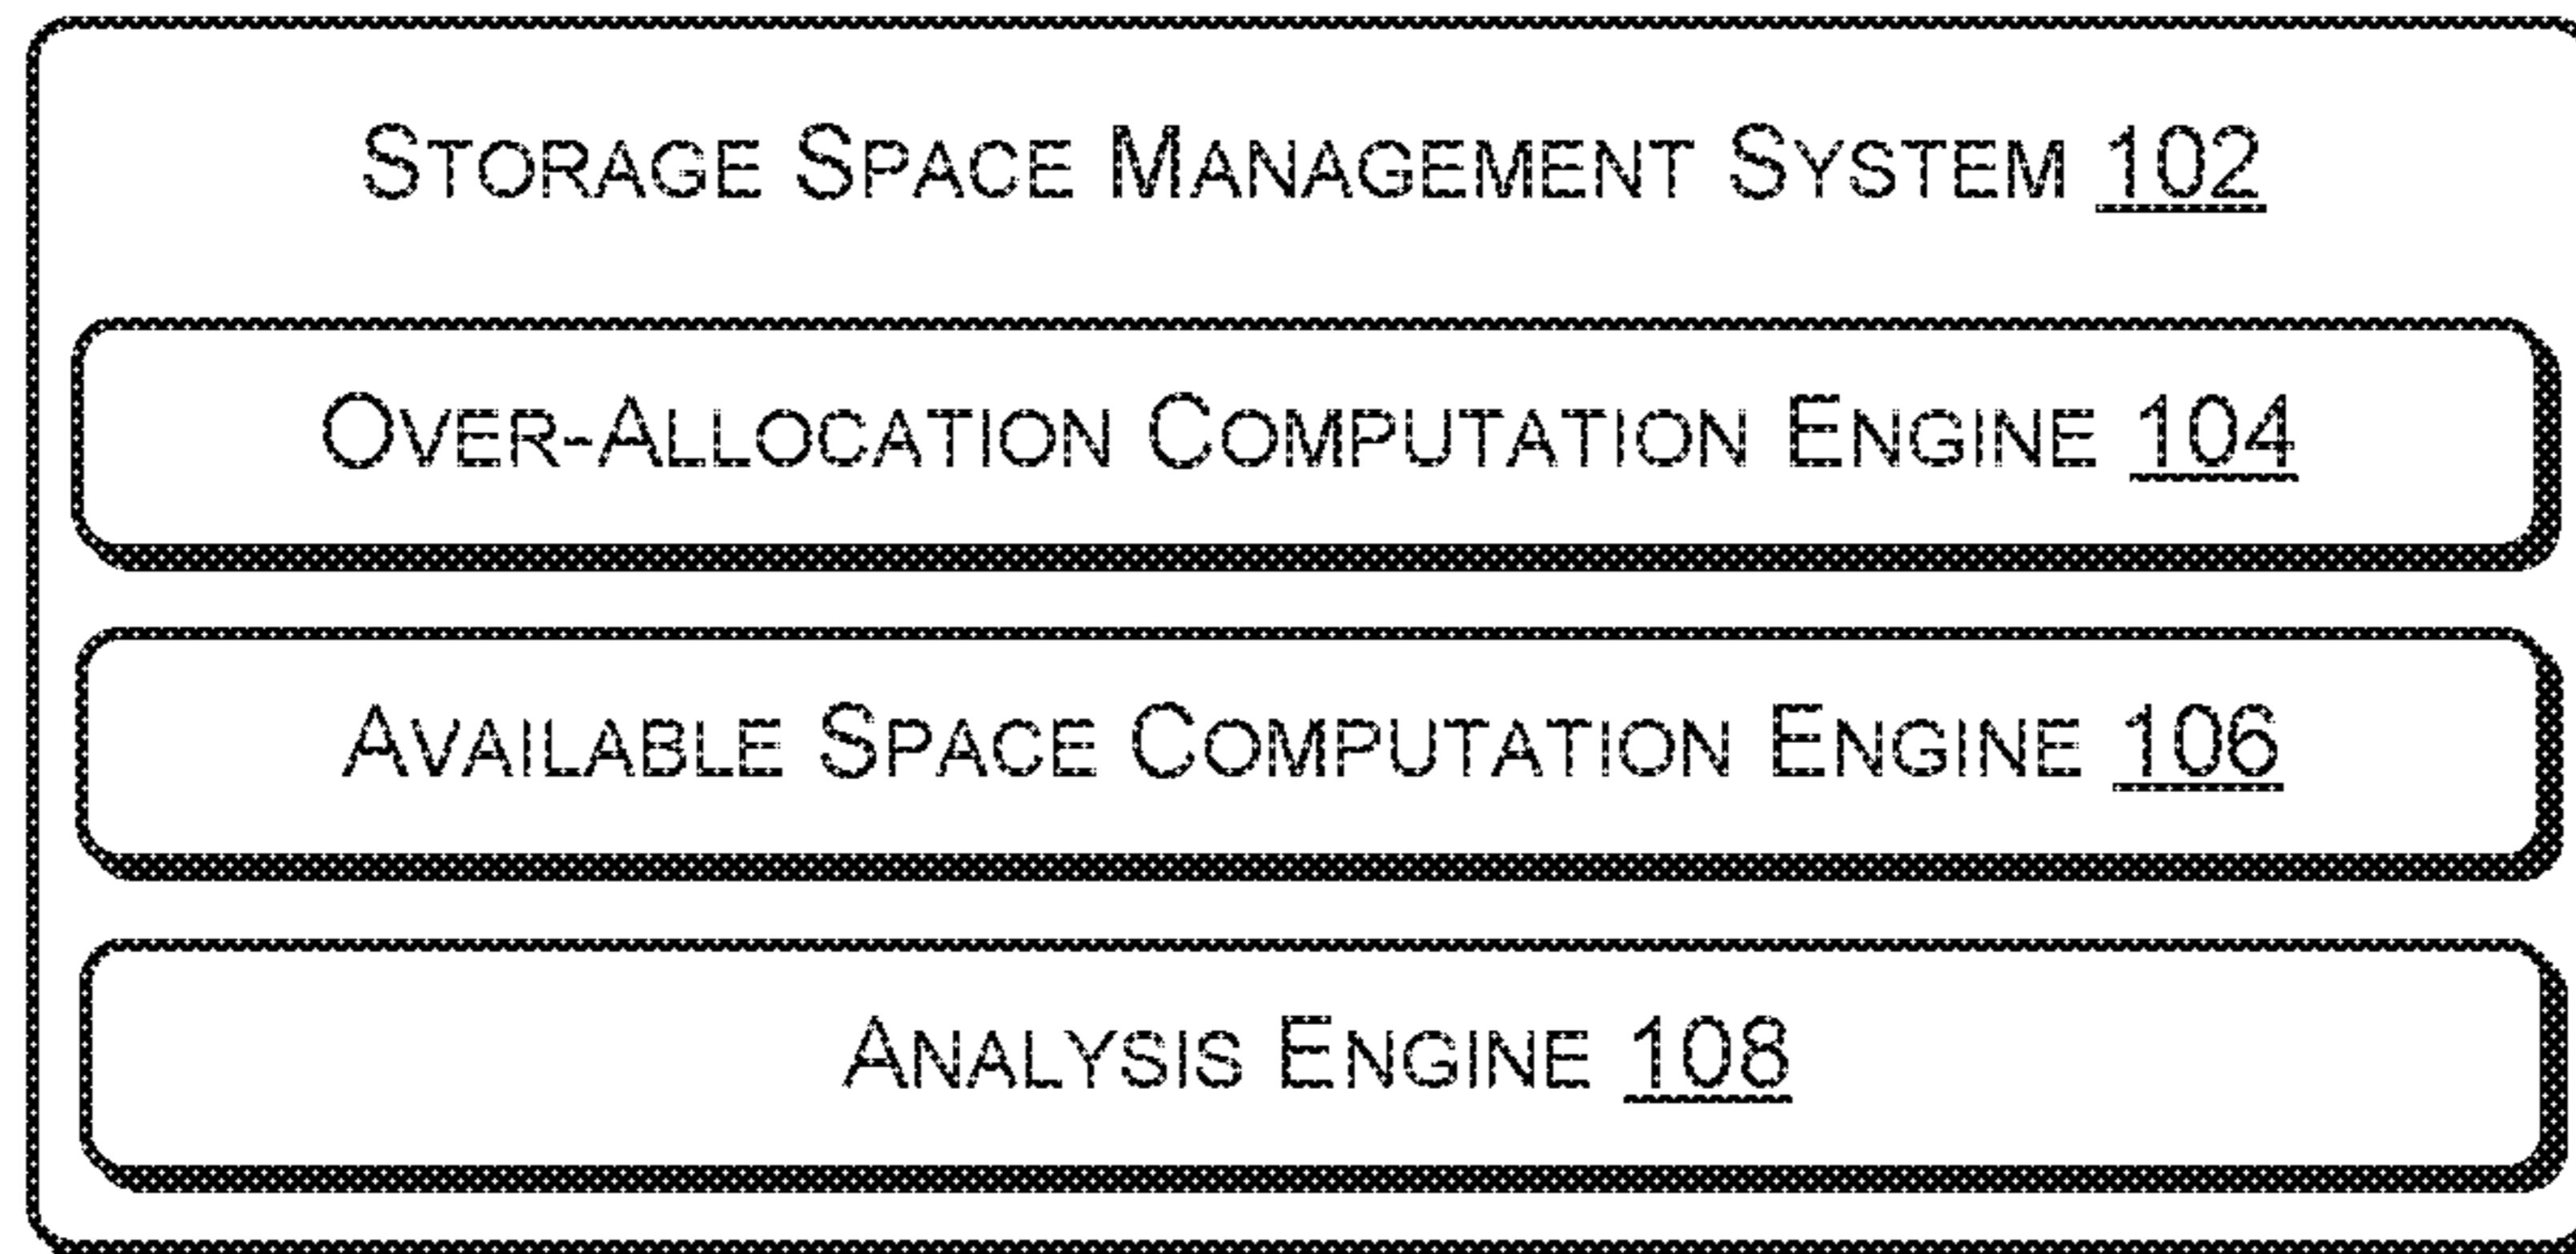 STORAGE SPACE MANAGEMENT SYSTEM 102
OVER-ALLOCATION COMPUTATION ENGINE 104
AVAILABLE SPACE COMPUTATION ENGINE 106
ANALYSIS ENGINE 108